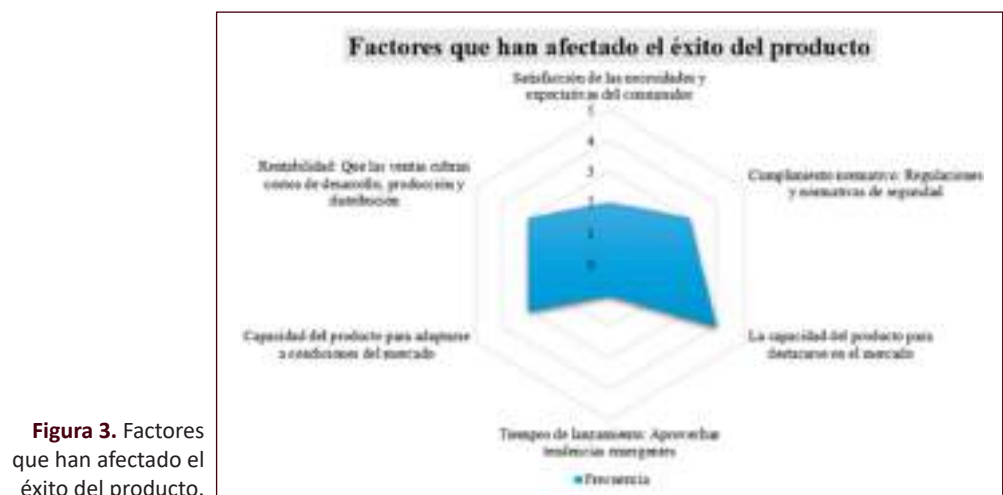 Factores que han afectado el éxito del producto
Satisfacción de las necesidades y
expectativas del consumidor
5
4
3
2
1
0
Rentabilidad: Que las ventas cubran
costos de desarrollo, producción y
distribución
Cumplimiento normativo: Regulaciones
y normativas de seguridad
Capacidad del producto para adaptarse
a condiciones del mercado
La capacidad del producto para
destacarse en el mercado
Tiempo de lanzamiento: Aprovechar
tendencias emergentes
Frecuencia
Figura 3. Factores
que han afectado el
éxito del producto.